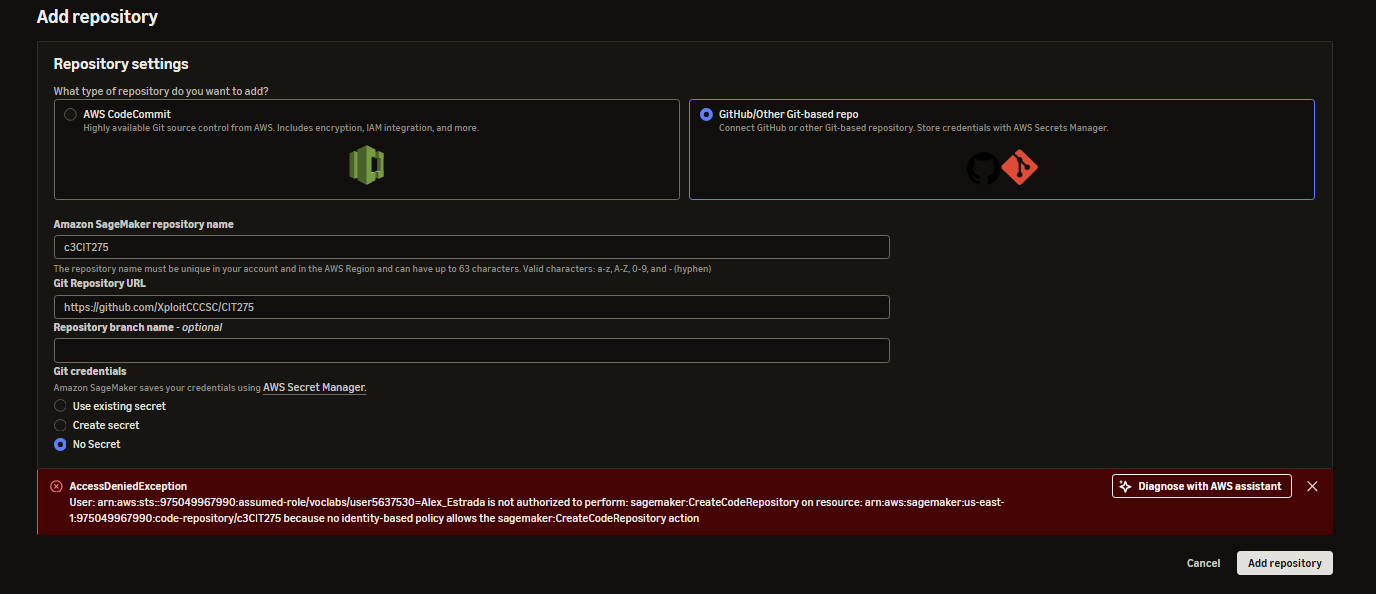 Add repository
Repository settings
What type of repository do you want to add?
AWS CodeCommit
Highly available Git source control from AWS. Includes encryption, IAM integration, and more.
GitHub/Other Git-based repo
Connect GitHub or other Git-based repository. Store credentials with AWS Secrets Manager.
Amazon SageMaker repository name
c3CIT275
The repository name must be unique in your account and in the AWS Region and can have up to 63 characters. Valid characters: a-z, A-Z, 0-9, and - (hyphen)
Git Repository URL
https://github.com/XploitCCCSC/CIT275
Repository branch name - optional
Git credentials
Amazon SageMaker saves your credentials using AWS Secret Manager.
Use existing secret
Create secret
No Secret
AccessDeniedException
User: arn:aws:sts::975049967990:assumed-role/voclabs/user5637530=Alex_Estrada is not authorized to perform: sagemaker:CreateCodeRepository on resource: arn:aws:sagemaker:us-east-
1:975049967990:code-repository/c3CIT275 because no identity-based policy allows the sagemaker:CreateCodeRepository action
Diagnose with AWS assistant
Cancel
Add repository